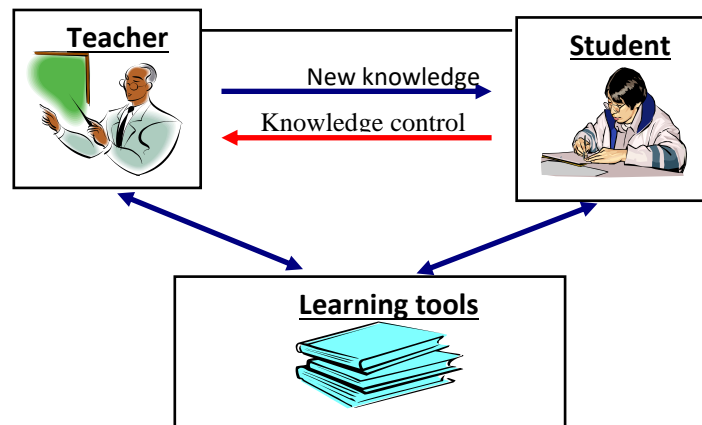 Teacher
Student
New knowledge
Knowledge control
Learning tools